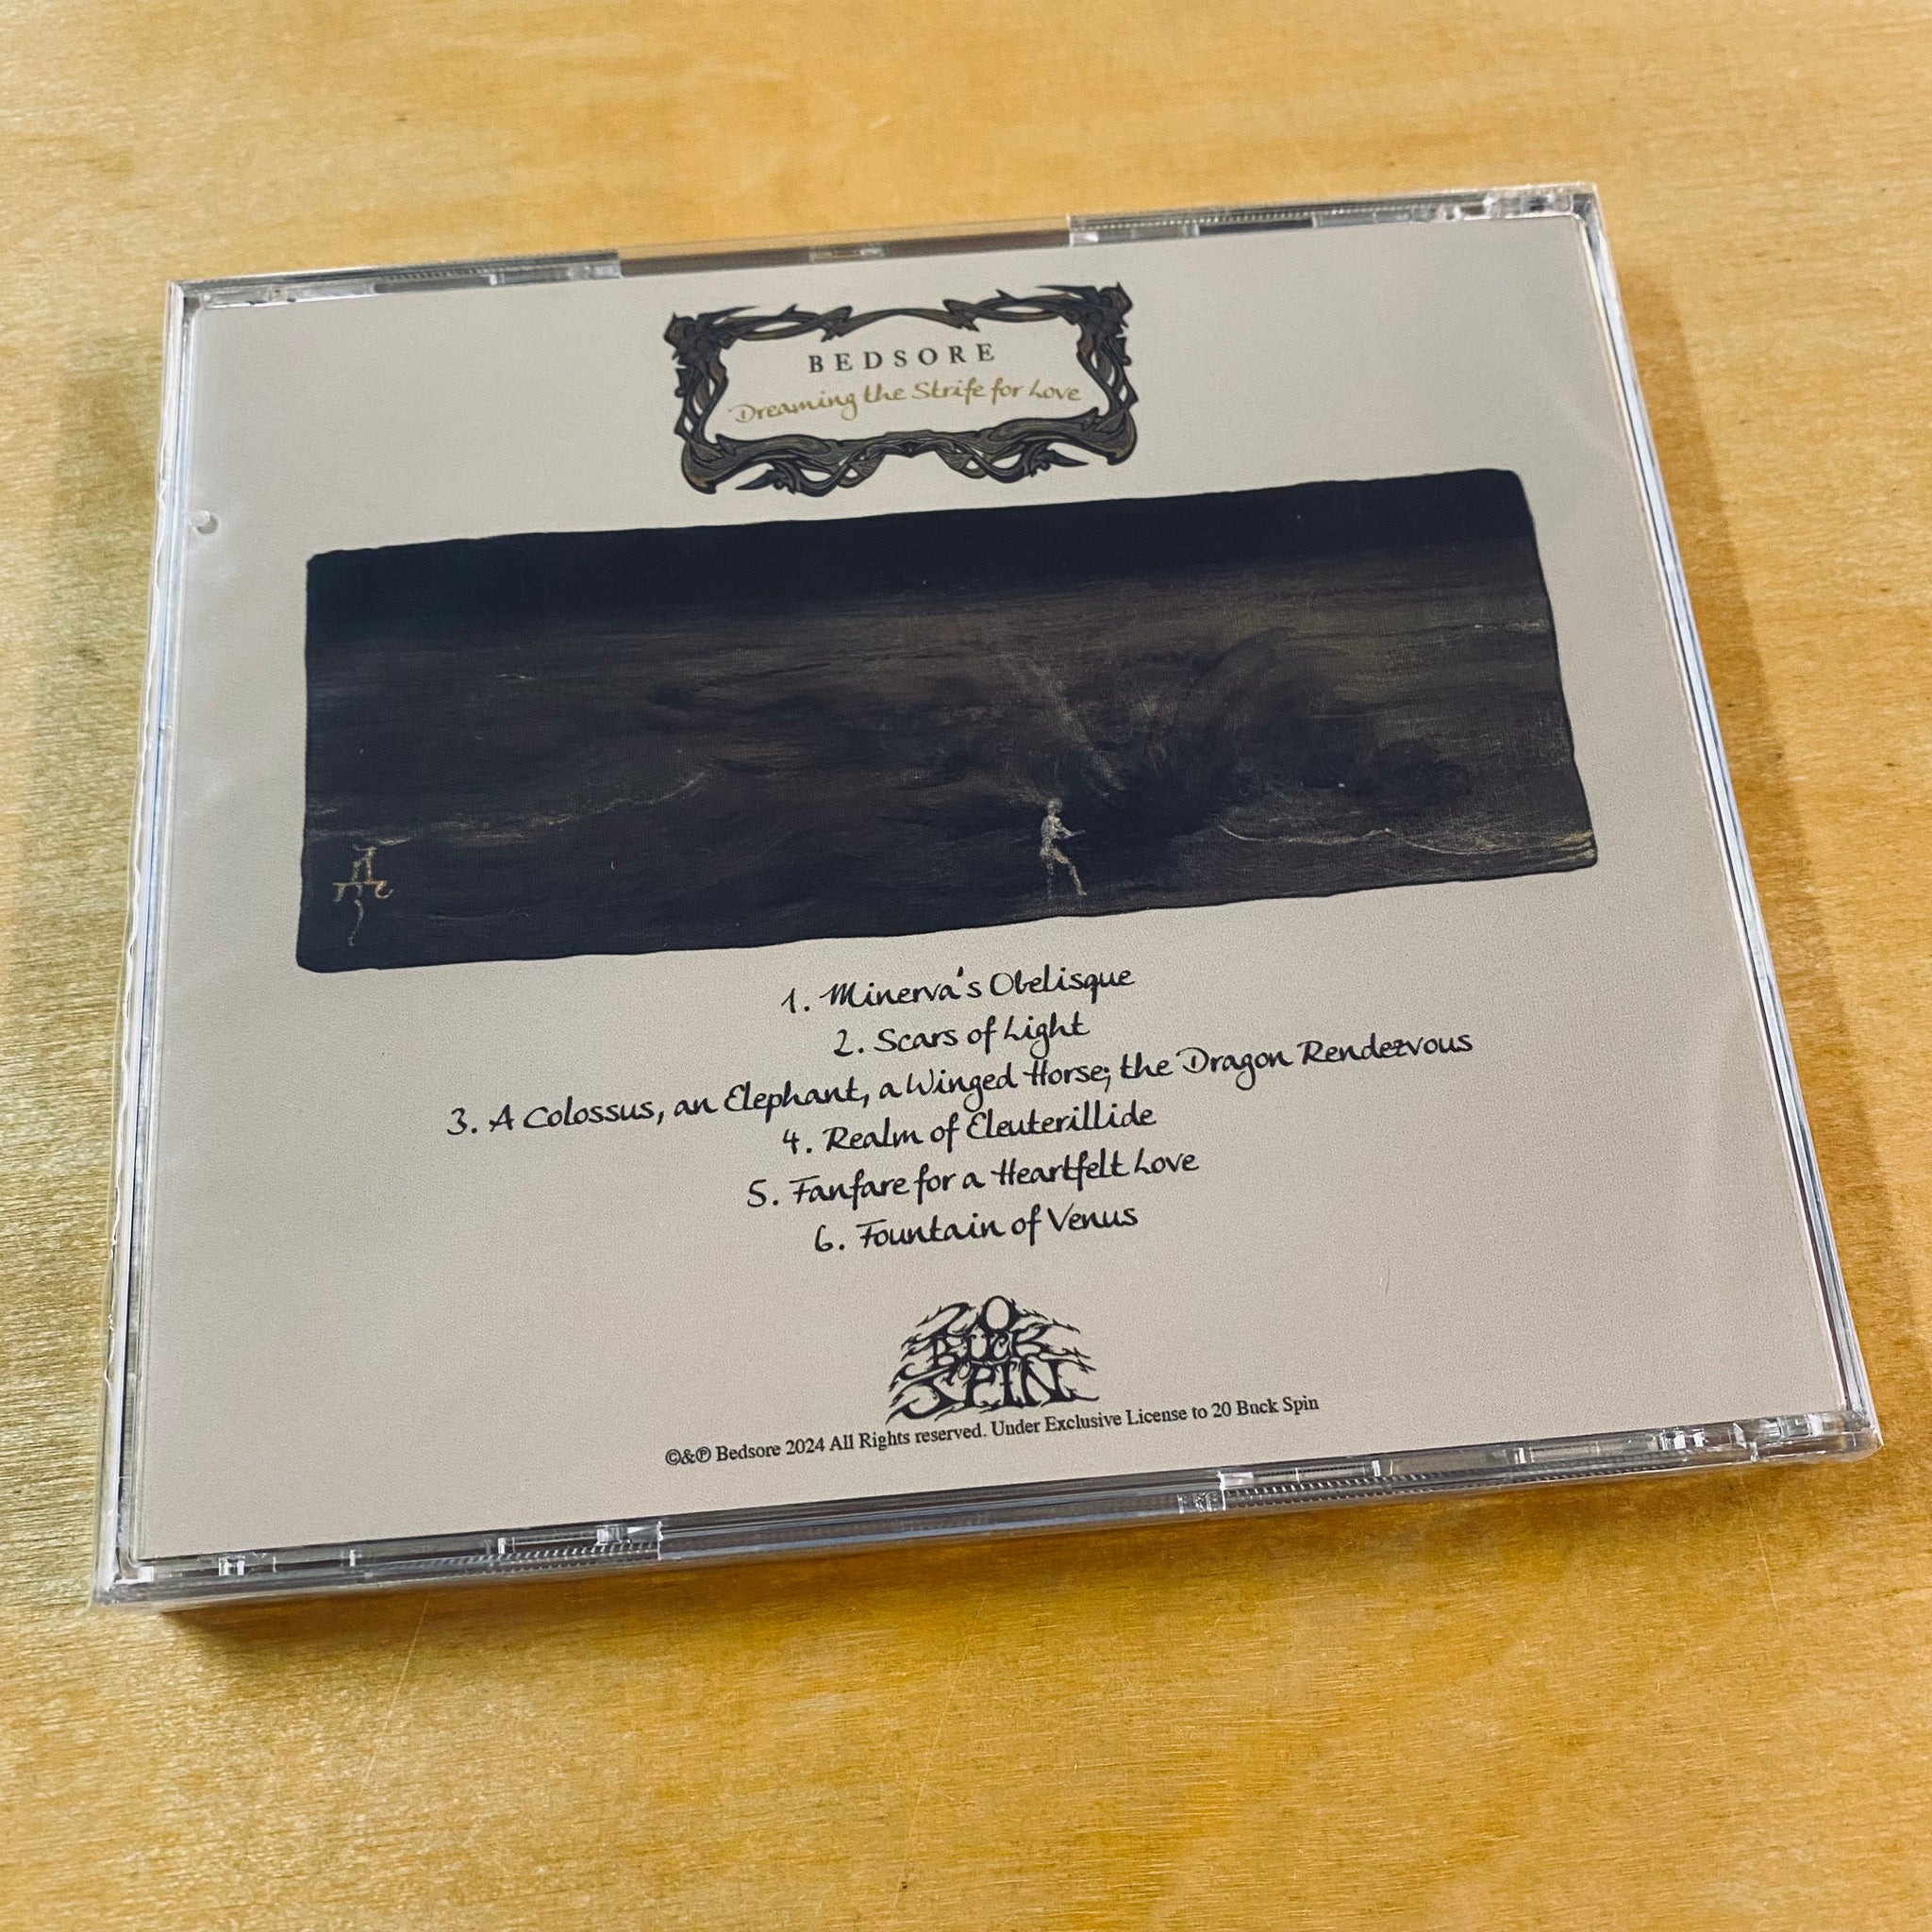 BEDSORE
Dreaming the Strife for Love
1. Minerva's Obelisque
2. Scars of Light
3. A Colossus, an Elephant, a Winged Horse; the Dragon Rendezvous
4. Realm of Eleuterillide
5. Fanfare for a Heartfelt Love
6. Fountain of Venus
20
BUCK
SPIN
©&℗ Bedsore 2024 All Rights reserved. Under Exclusive License to 20 Buck Spin